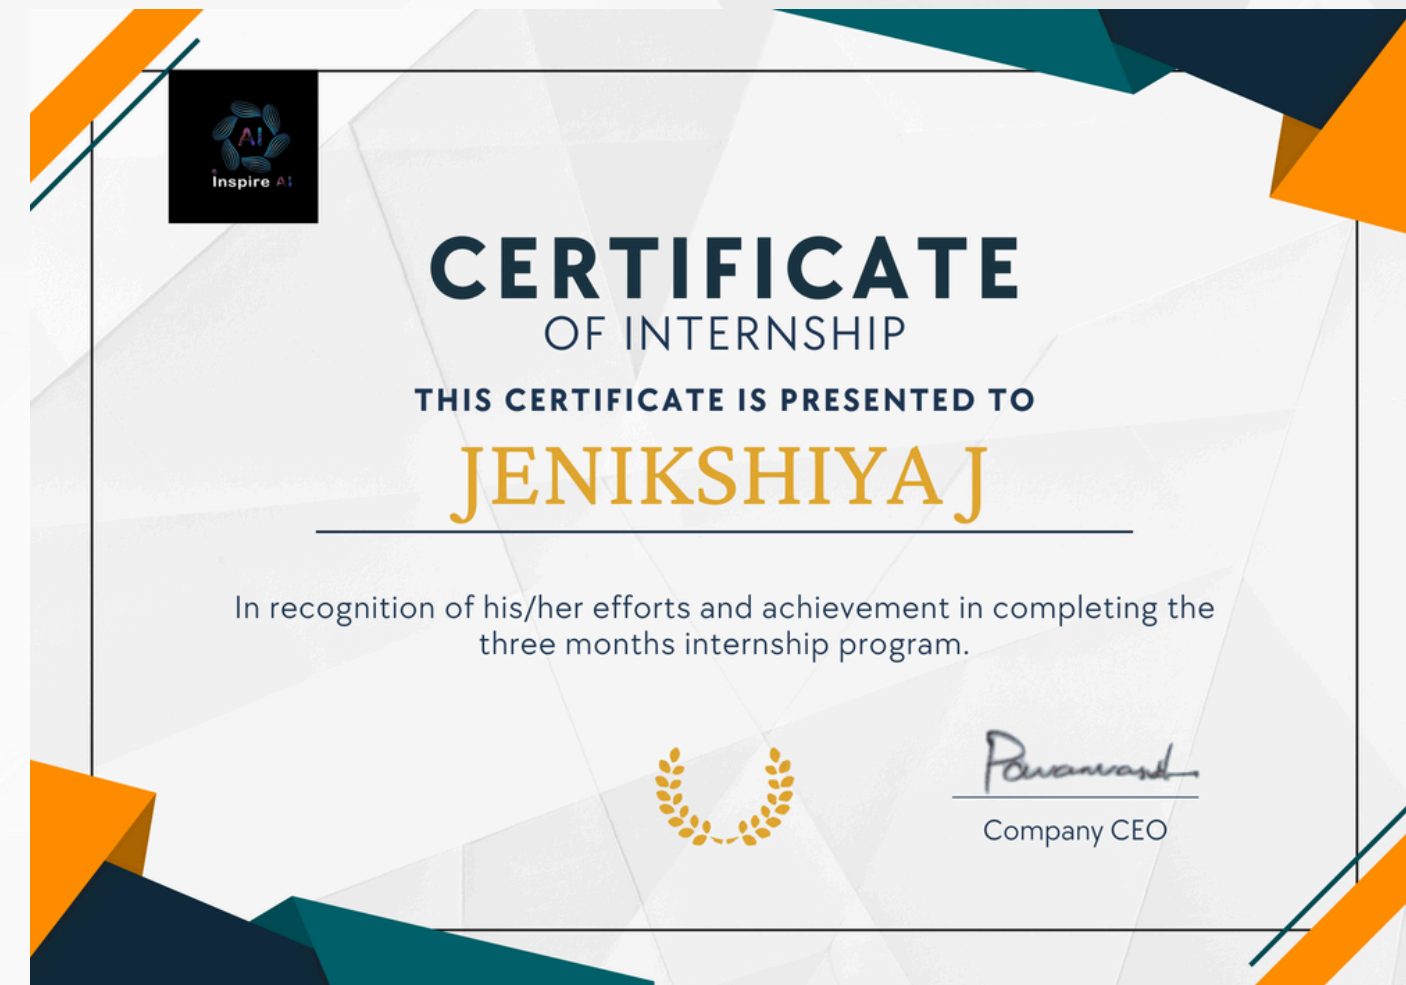 AI
Inspire AI
CERTIFICATE
OF INTERNSHIP
THIS CERTIFICATE IS PRESENTED TO
JENIKSHIYA J
In recognition of his/her efforts and achievement in completing the
three months internship program.
Company CEO